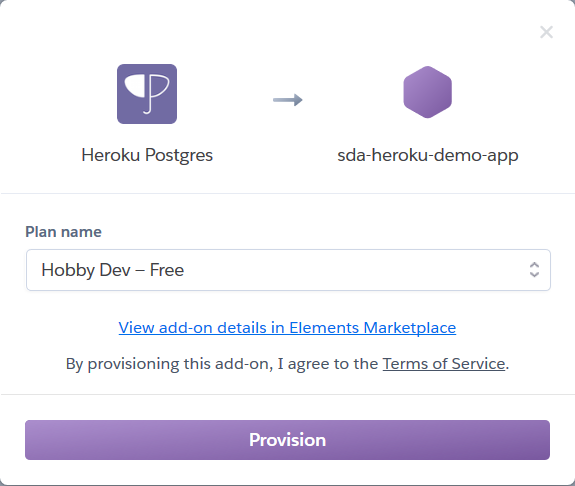 Heroku Postgres
sda-heroku-demo-app
Plan name
Hobby Dev – Free
View add-on details in Elements Marketplace
By provisioning this add-on, I agree to the Terms of Service.
Provision